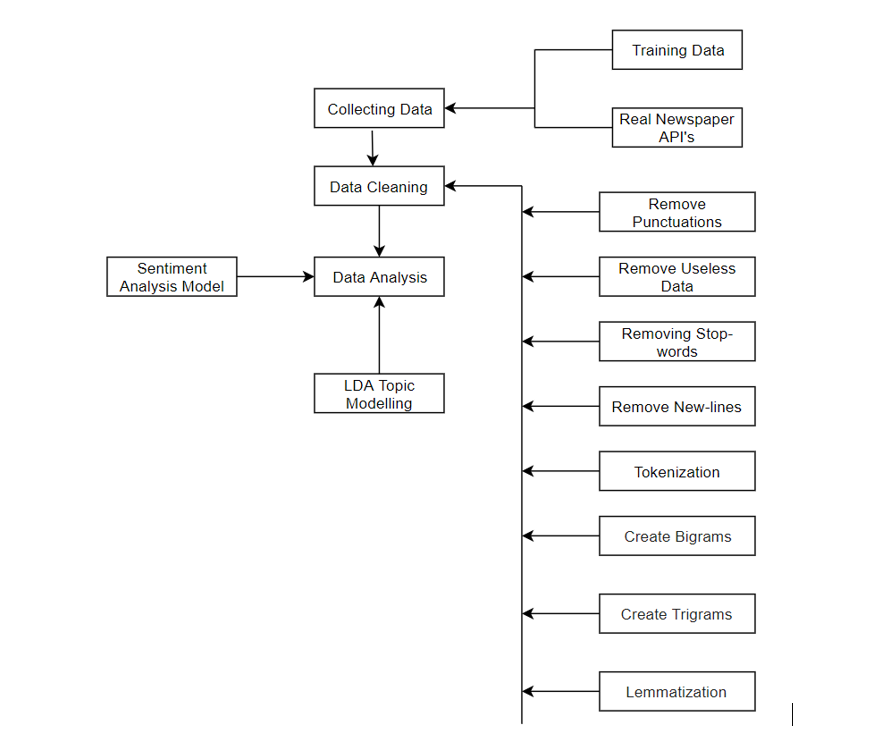 Training Data
Collecting Data
Real Newspaper
API's
Data Cleaning
Remove
Punctuations
Sentiment
Analysis Model
Data Analysis
Remove Useless
Data
Removing Stop-
words
LDA Topic
Modelling
Remove New-lines
Tokenization
Create Bigrams
Create Trigrams
Lemmatization